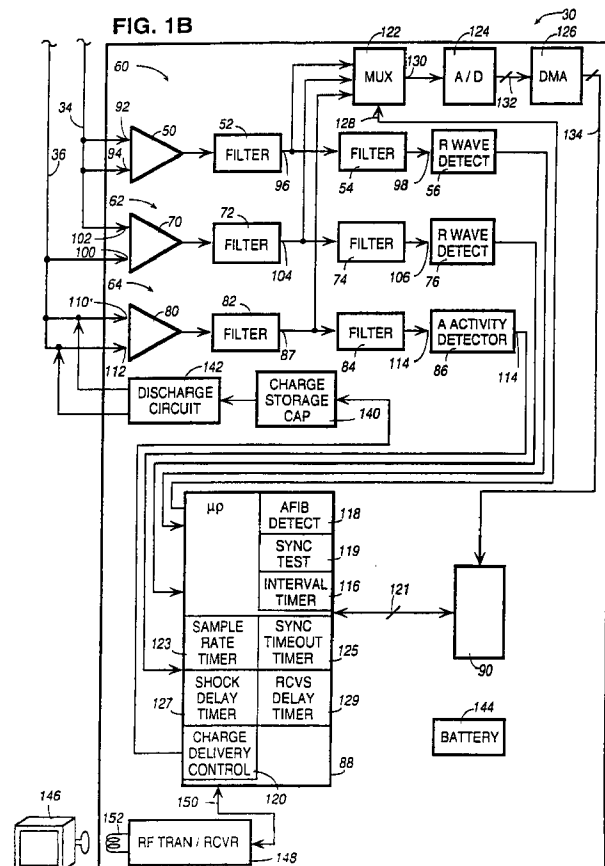 FIG. 1B
30
122
124
126
60
MUX
130
A / D
132
DMA
134
34
92
50
52
FILTER
128
94
96
FILTER
54
98
R WAVE
DETECT
56
36
62
70
72
FILTER
102
100
104
FILTER
74
106
R WAVE
DETECT
76
64
110'
80
82
FILTER
112
87
FILTER
84
114
A ACTIVITY
DETECTOR
86
114
142
DISCHARGE
CIRCUIT
CHARGE
STORAGE
CAP
140
μρ
AFIB
DETECT
118
SYNC
TEST
119
INTERVAL
TIMER
116
121
123
SAMPLE
RATE
TIMER
SYNC
TIMEOUT
TIMER
125
90
127
SHOCK
DELAY
TIMER
RCVS
DELAY
TIMER
129
144
BATTERY
CHARGE
DELIVERY
CONTROL
120
88
150
146
152
RF TRAN / RCVR
148